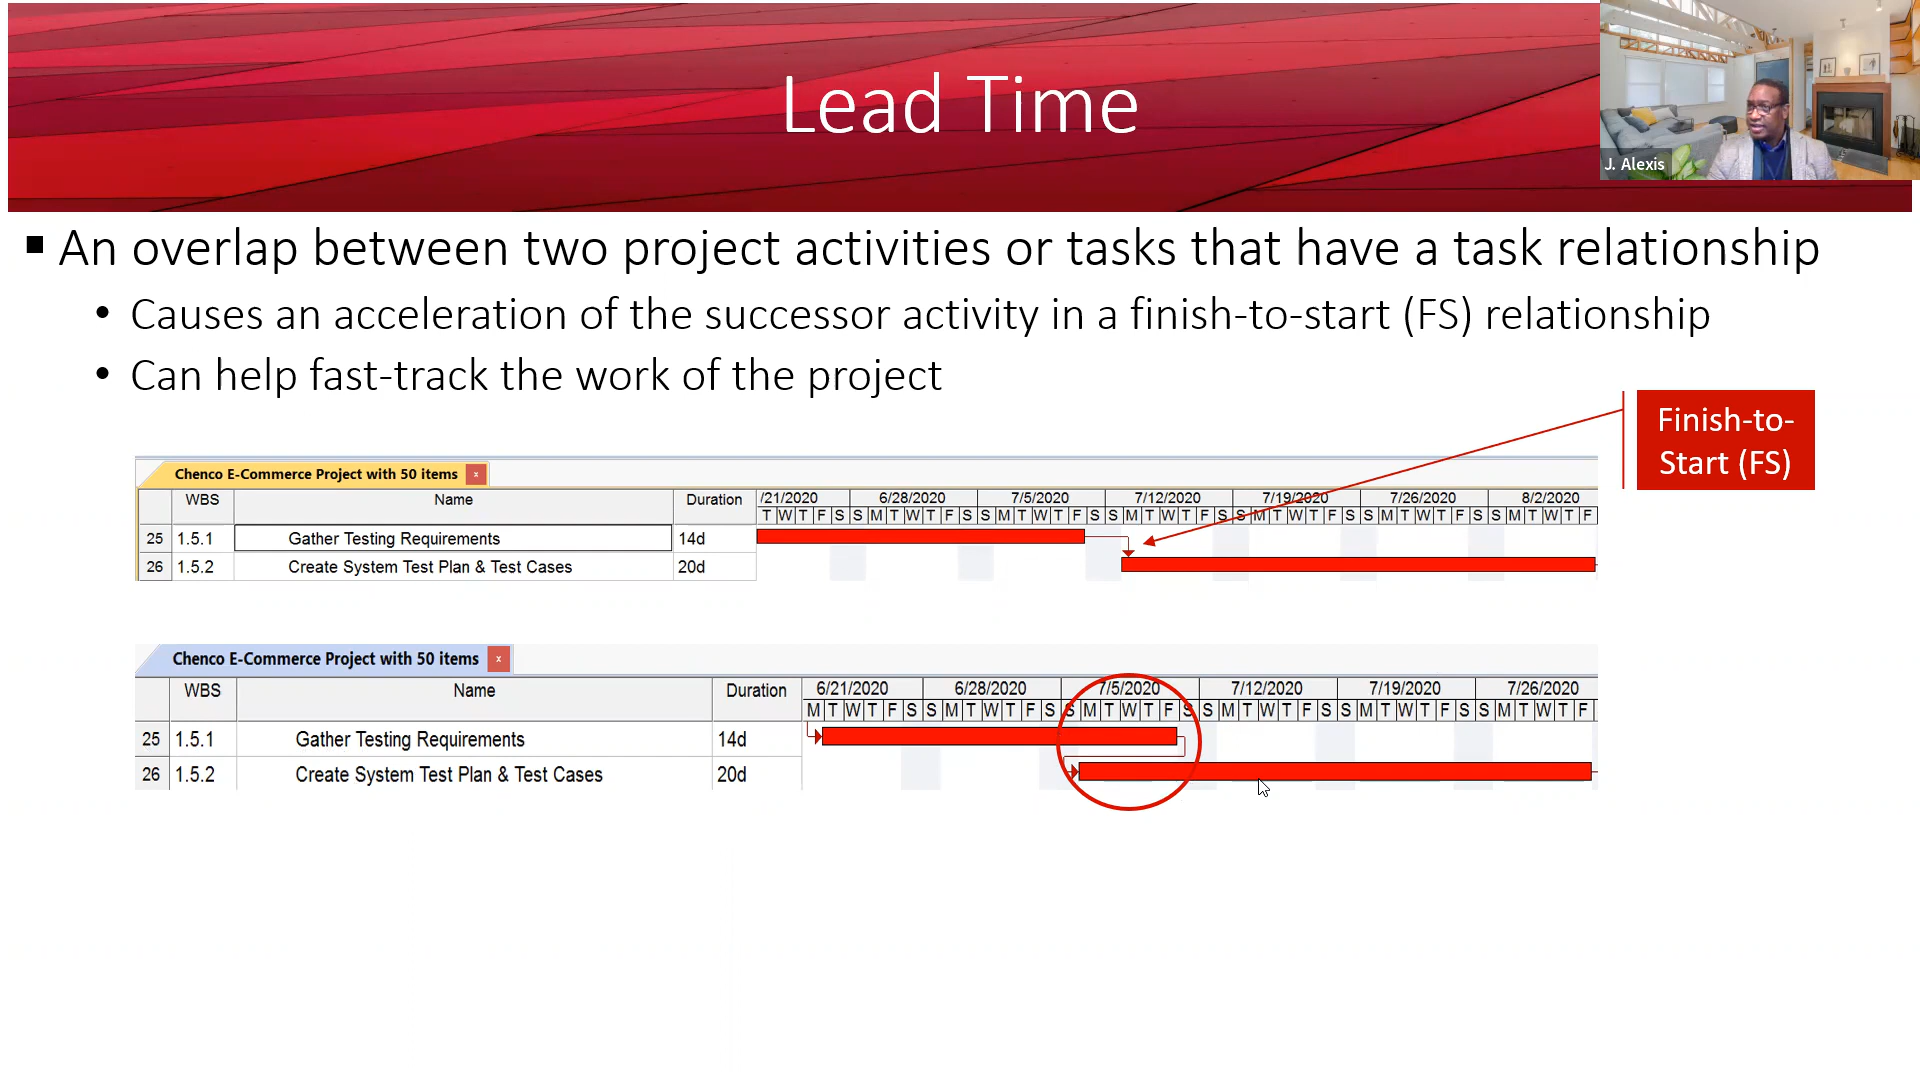 Lead Time
J. Alexis
▪ An overlap between two project activities or tasks that have a task relationship
• Causes an acceleration of the successor activity in a finish-to-start (FS) relationship
• Can help fast-track the work of the project
Finish-to-
Start (FS)
Chenco E-Commerce Project with 50 items x
WBS Name Duration /21/2020 6/28/2020 7/5/2020 7/12/2020 7/19/2020 7/26/2020 8/2/2020
T W T F S S M T W T F S S M T W T F S S M T W T F S S M T W T F S S M T W T F S S M T W T F
25 1.5.1 Gather Testing Requirements 14d
26 1.5.2 Create System Test Plan & Test Cases 20d
Chenco E-Commerce Project with 50 items x
WBS Name Duration 6/21/2020 6/28/2020 7/5/2020 7/12/2020 7/19/2020 7/26/2020
M T W T F S S M T W T F S S M T W T F S S M T W T F S S M T W T F S S M T W T F
25 1.5.1 Gather Testing Requirements 14d
26 1.5.2 Create System Test Plan & Test Cases 20d